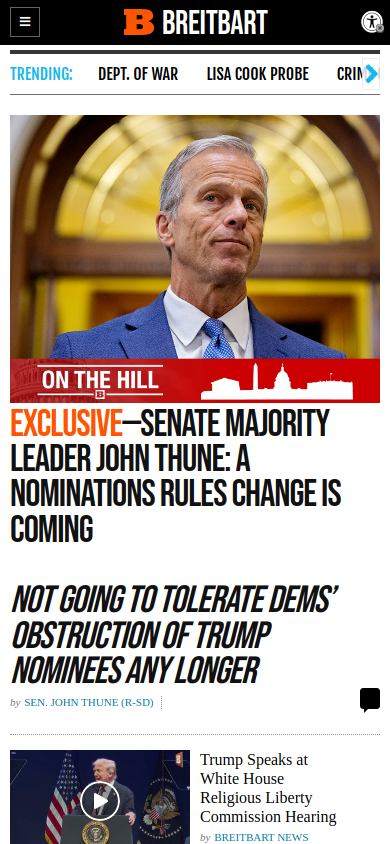 B BREITBART
TRENDING: DEPT. OF WAR LISA COOK PROBE
ON THE HILL
B
EXCLUSIVE—SENATE MAJORITY
LEADER JOHN THUNE: A
NOMINATIONS RULES CHANGE IS
COMING
NOT GOING TO TOLERATE DEMS’
OBSTRUCTION OF TRUMP
NOMINEES ANY LONGER
by SEN. JOHN THUNE (R-SD)
Trump Speaks at
White House
Religious Liberty
Commission Hearing
by BREITBART NEWS